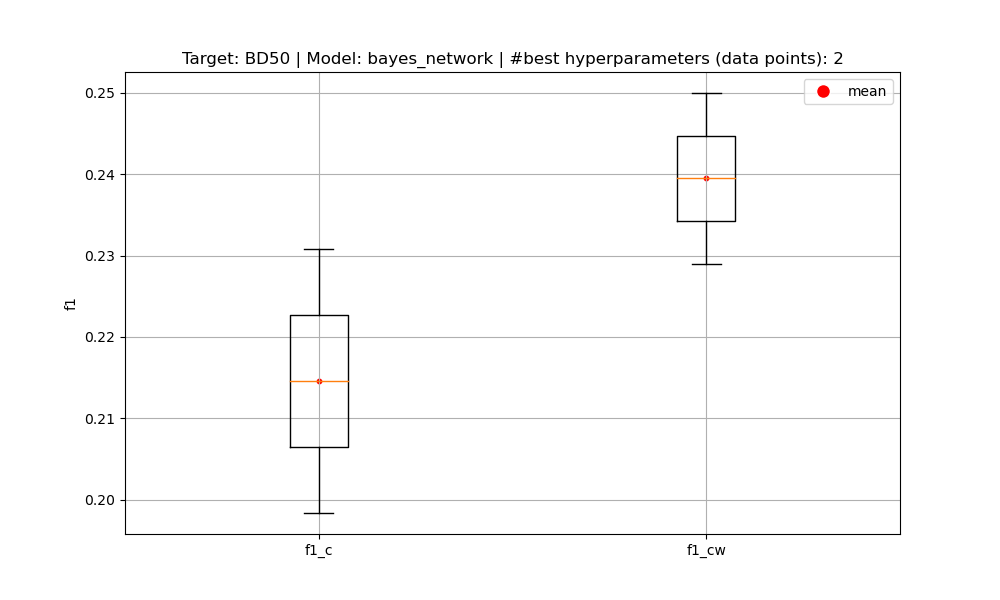 Target: BD50 | Model: bayes_network | #best hyperparameters (data points): 2
mean
0.25
0.24
0.23
0.22
0.21
0.20
f1
f1_c
f1_cw